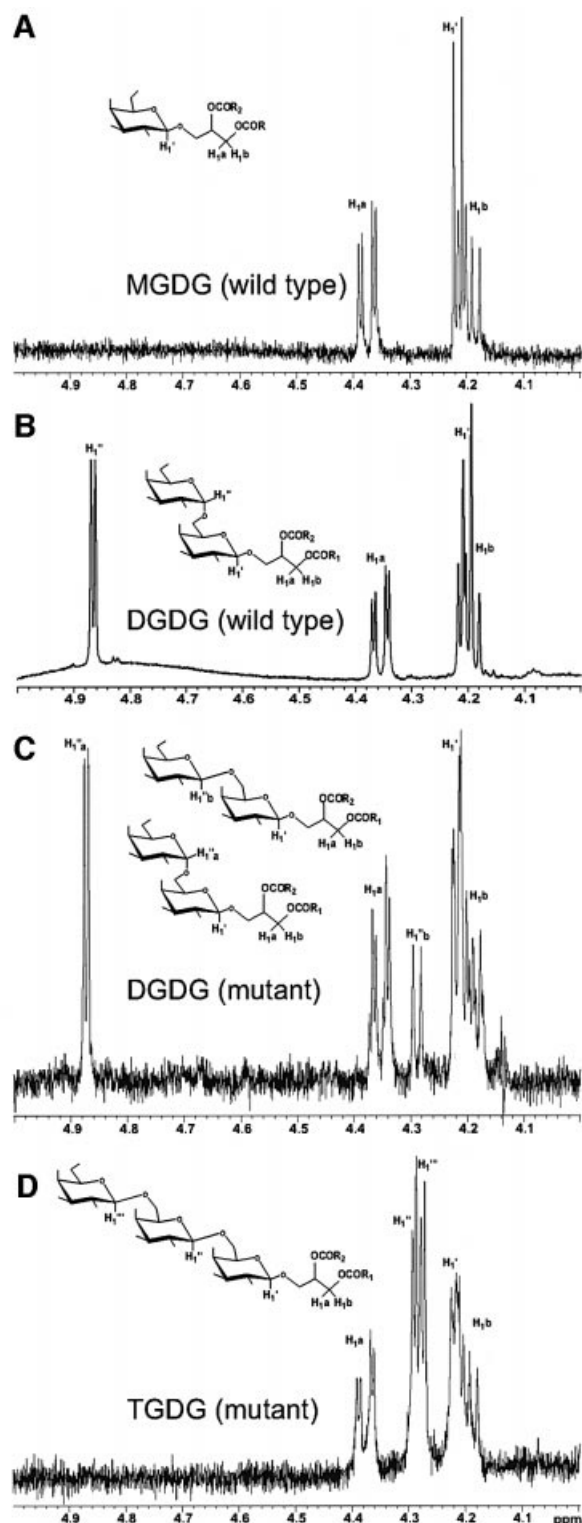 A
H1'
OCOR2
OCOR
H1' H1a H1b
H1a
H1b
MGDG (wild type)
4.9 4.8 4.7 4.6 4.5 4.4 4.3 4.2 4.1
B
H1''
H1'
H1''
OCOR2
OCOR1
H1' H1a H1b
H1a
H1b
DGDG (wild type)
4.9 4.8 4.7 4.6 4.5 4.4 4.3 4.2 4.1
C
H1''a
H1'
OCOR2
H1''b
OCOR1
H1' H1a H1b
H1''a
OCOR2
OCOR1
H1' H1a H1b
H1a
H1''b
H1b
DGDG (mutant)
4.9 4.8 4.7 4.6 4.5 4.4 4.3 4.2 4.1
D
H1'''
H1'''
H1''
H1''
OCOR2
OCOR1
H1' H1a H1b
H1'
H1a
H1b
TGDG (mutant)
4.9 4.8 4.7 4.6 4.5 4.4 4.3 4.2 4.1 ppm